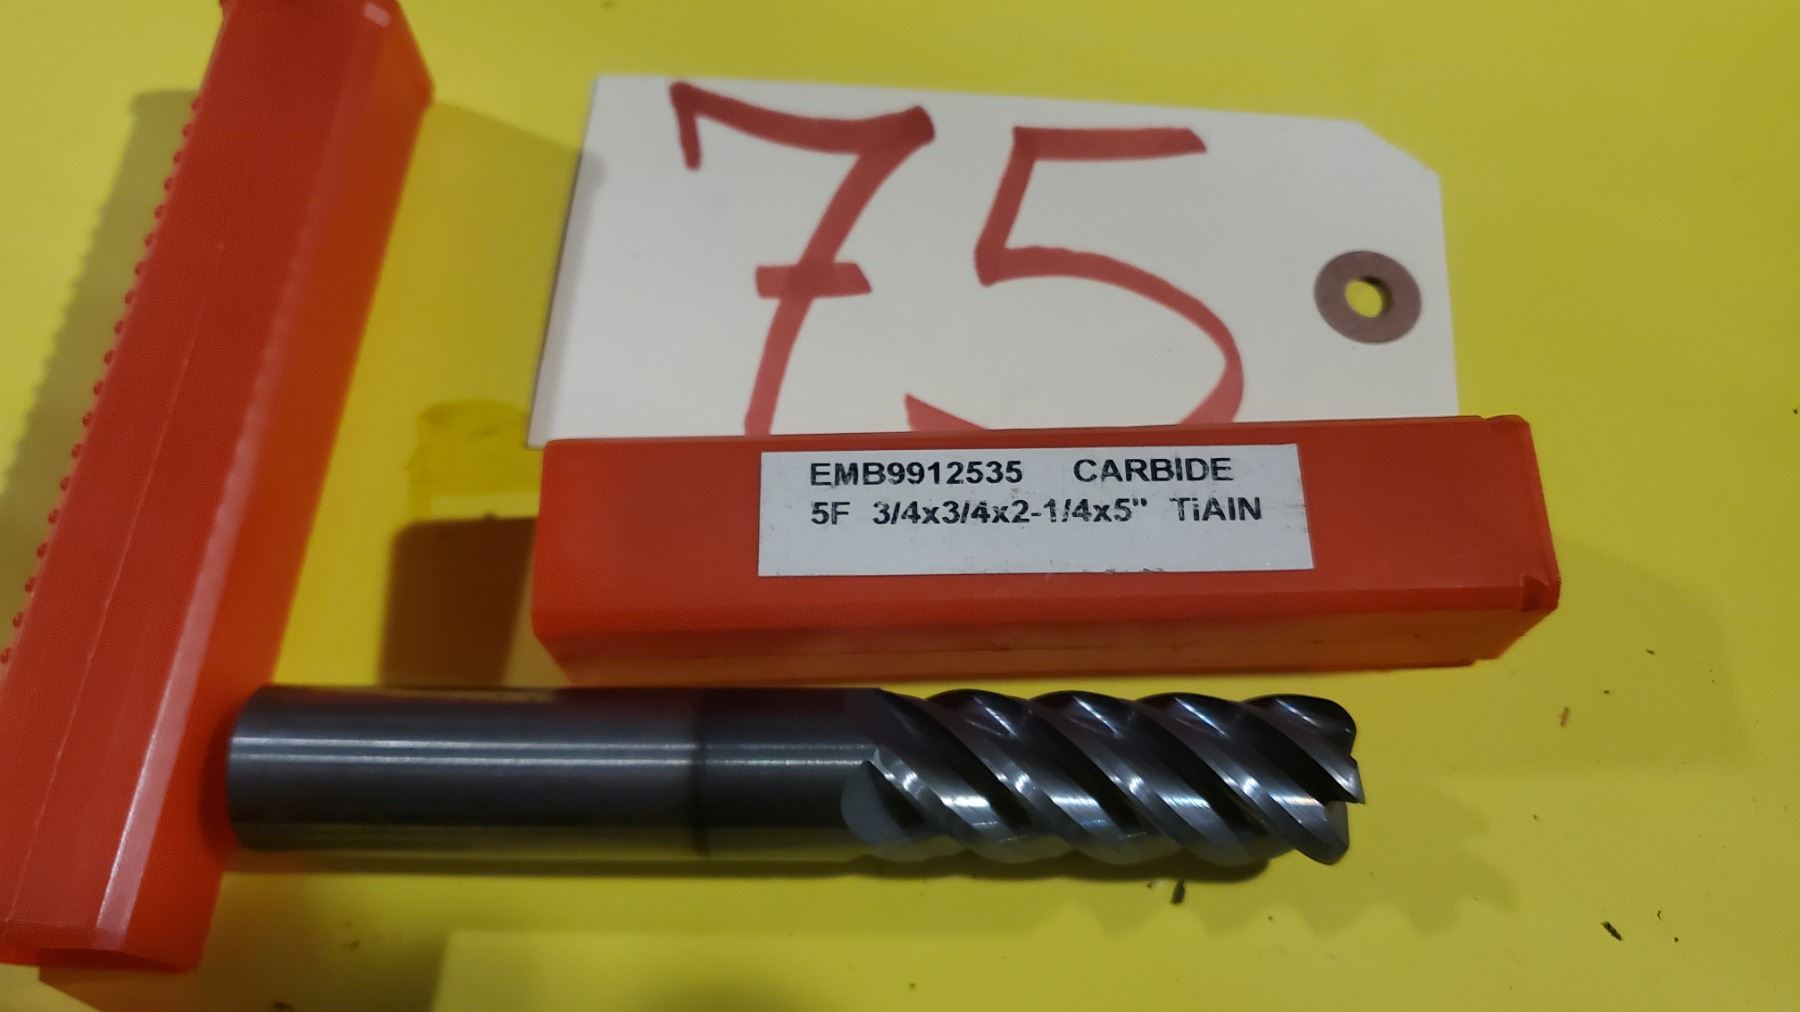 75
EMB9912535 CARBIDE
5F 3/4x3/4x2-1/4x5" TiAIN